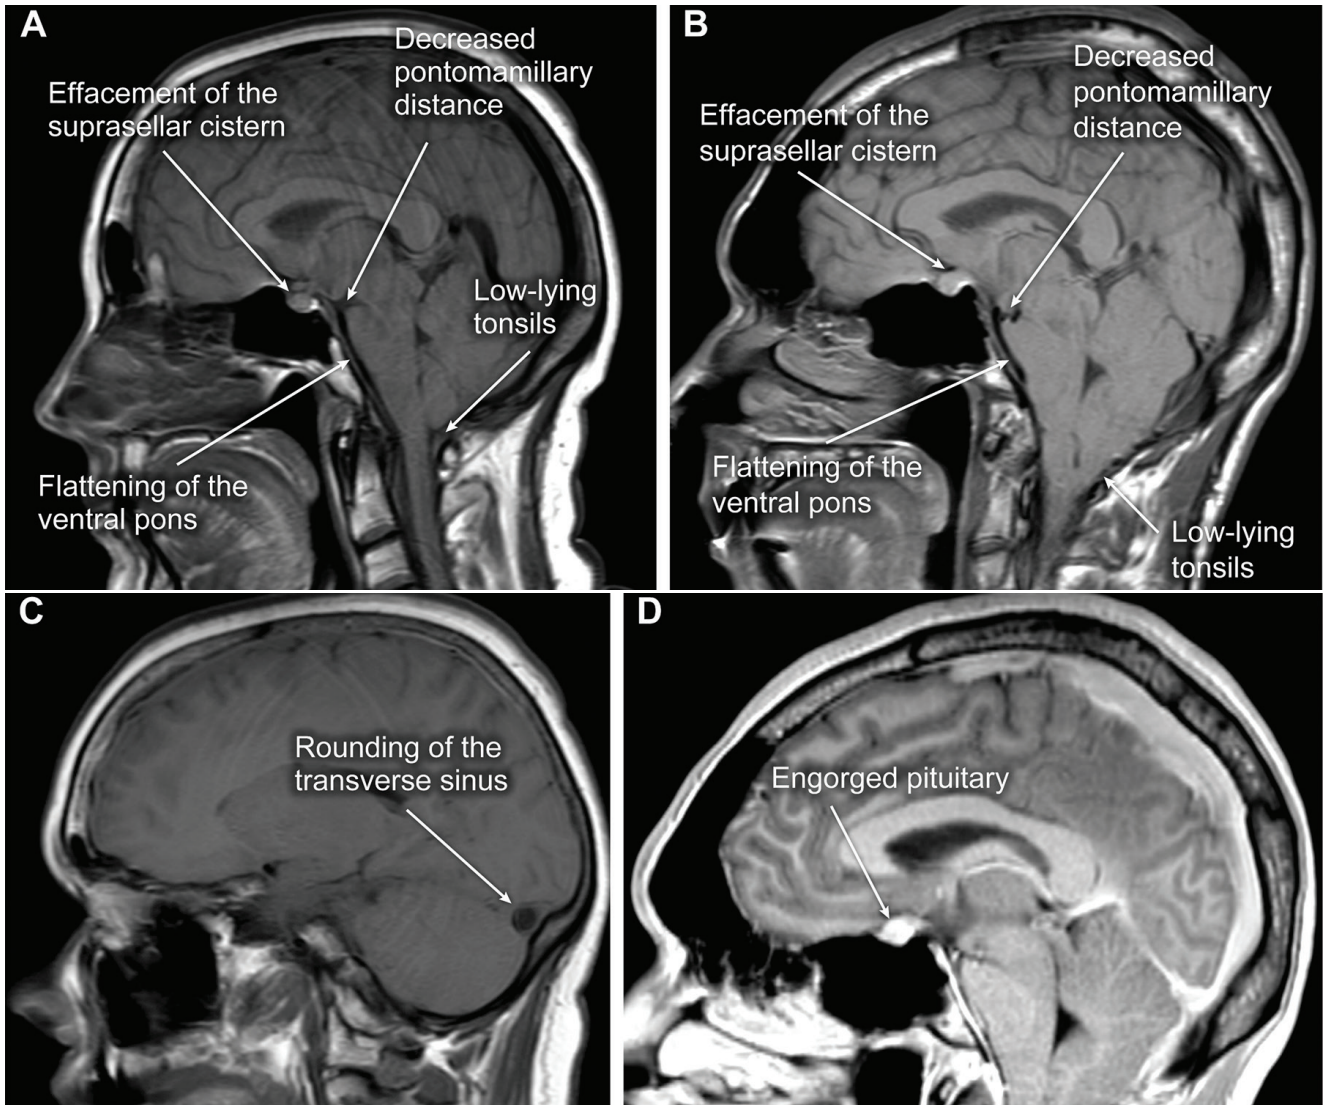 A
Decreased
pontomamillary
distance
Effacement of the
suprasellar cistern
Low-lying
tonsils
Flattening of the
ventral pons
B
Decreased
pontomamillary
distance
Effacement of the
suprasellar cistern
Flattening of the
ventral pons
Low-lying
tonsils
C
Rounding of the
transverse sinus
D
Engorged pituitary